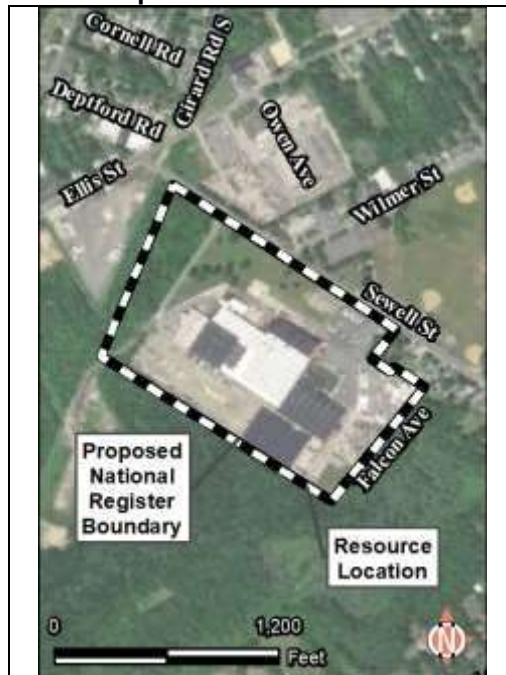 Cornell Rd
Girard Rd S
Deptford Rd
Owen Ave
Ellis St
Wilmer St
Sewell St
Falcon Ave
Proposed
National
Register
Boundary
Resource
Location
0
1,200
Feet
N